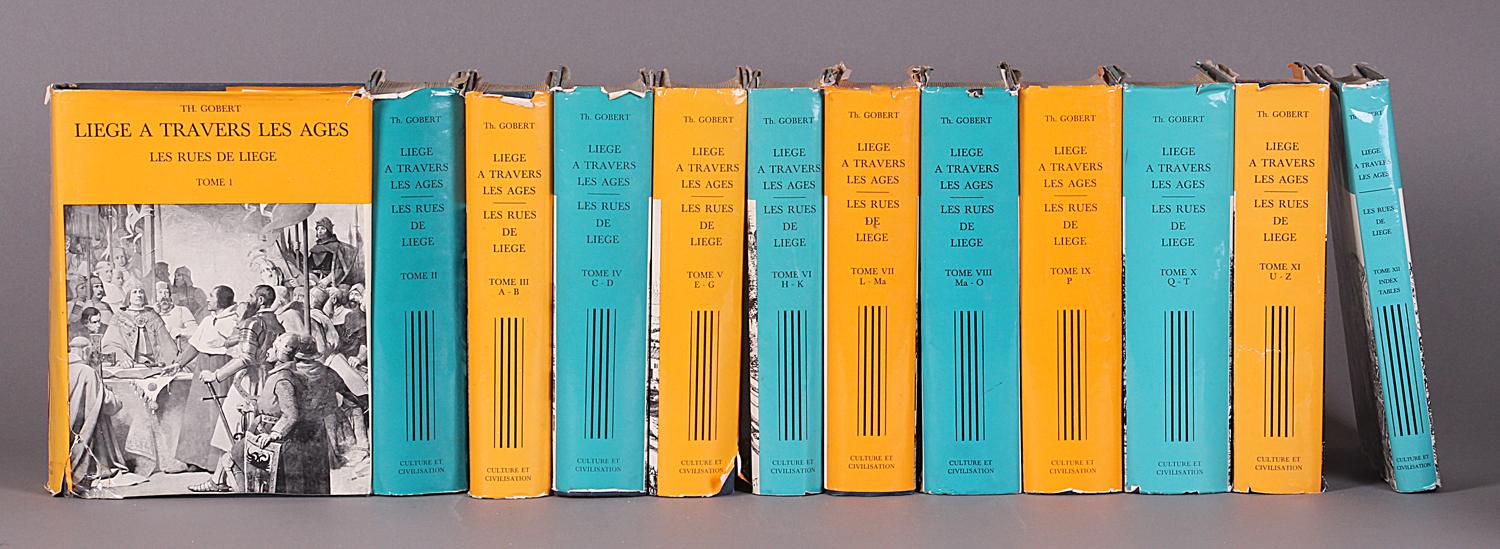 TH. GOBERT
LIEGE A TRAVERS LES AGES
LES RUES DE LIEGE
TOME 1
Th. GOBERT
LIEGE
A TRAVERS
LES AGES
LES RUES
DE
LIEGE
TOME II
CULTURE ET
CIVILISATION
Th. GOBERT
LIEGE
A TRAVERS
LES AGES
LES RUES
DE
LIEGE
TOME III
A - B
CULTURE ET
CIVILISATION
Th. GOBERT
LIEGE
A TRAVERS
LES AGES
LES RUES
DE
LIEGE
TOME IV
C - D
CULTURE ET
CIVILISATION
Th. GOBERT
LIEGE
A TRAVERS
LES AGES
LES RUES
DE
LIEGE
TOME V
E - G
CULTURE ET
CIVILISATION
Th. GOBERT
LIEGE
A TRAVERS
LES AGES
LES RUES
DE
LIEGE
TOME VI
H - K
CULTURE ET
CIVILISATION
Th. GOBERT
LIEGE
A TRAVERS
LES AGES
LES RUES
DE
LIEGE
TOME VII
L - Ma
CULTURE ET
CIVILISATION
Th. GOBERT
LIEGE
A TRAVERS
LES AGES
LES RUES
DE
LIEGE
TOME VIII
Ma - O
CULTURE ET
CIVILISATION
Th. GOBERT
LIEGE
A TRAVERS
LES AGES
LES RUES
DE
LIEGE
TOME IX
P
CULTURE ET
CIVILISATION
Th. GOBERT
LIEGE
A TRAVERS
LES AGES
LES RUES
DE
LIEGE
TOME X
Q - T
CULTURE ET
CIVILISATION
Th. GOBERT
LIEGE
A TRAVERS
LES AGES
LES RUES
DE
LIEGE
TOME XI
U - Z
CULTURE ET
CIVILISATION
LIEGE
A TRAVERS
LES AGES
LES RUES
DE
LIEGE
TOME XII
INDEX
TABLES
CULTURE ET
CIVILISATION